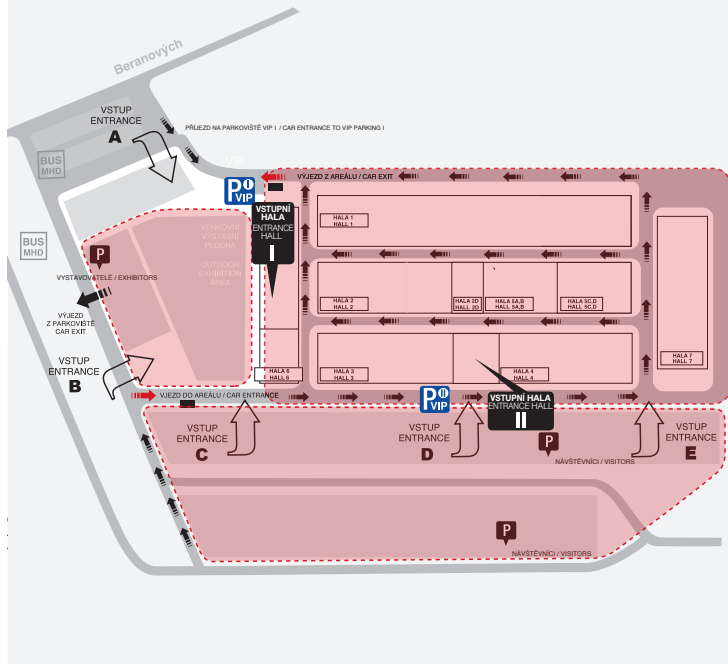 Beranových
VSTUP
ENTRANCE
A
PŘÍJEZD NA PARKOVIŠTĚ VIP I / CAR ENTRANCE TO VIP PARKING I
BUS
MHD
VIP
VÝJEZD Z AREÁLU / CAR EXIT
P I
VIP
VSTUPNÍ
HALA
ENTRANCE
HALL
I
HALA 1
HALL 1
VENKOVNÍ
VÝSTAVNÍ
PLOCHA
OUTDOOR
EXHIBITION
AREA
BUS
MHD
P
VYSTAVOVATELÉ / EXHIBITORS
HALA 2
HALL 2
HALA 2D
HALL 2D
HALA 5A,B
HALL 5A,B
HALA 5C,D
HALL 5C,D
VÝJEZD
Z PARKOVIŠTĚ
CAR EXIT
HALA 7
HALL 7
VSTUP
ENTRANCE
B
HALA 6
HALL 6
HALA 3
HALL 3
HALA 4
HALL 4
VJEZD DO AREÁLU / CAR ENTRANCE
P II
VIP
VSTUPNÍ HALA
ENTRANCE HALL
II
VSTUP
ENTRANCE
C
VSTUP
ENTRANCE
D
VSTUP
ENTRANCE
E
P
NÁVŠTĚVNÍCI / VISITORS
P
NÁVŠTĚVNÍCI / VISITORS